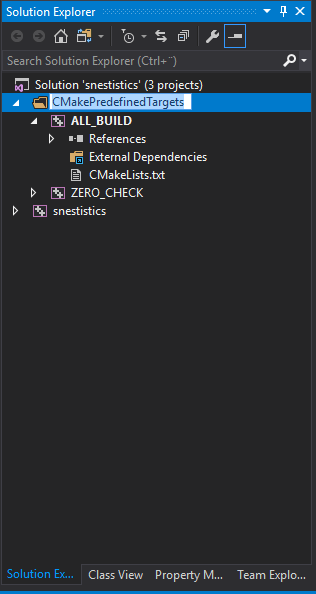 Solution Explorer
Search Solution Explorer (Ctrl+¨)
Solution 'snestistics' (3 projects)
CMakePredefinedTargets
ALL_BUILD
References
External Dependencies
CMakeLists.txt
ZERO_CHECK
snestistics
Solution Ex... Class View Property M... Team Explo...